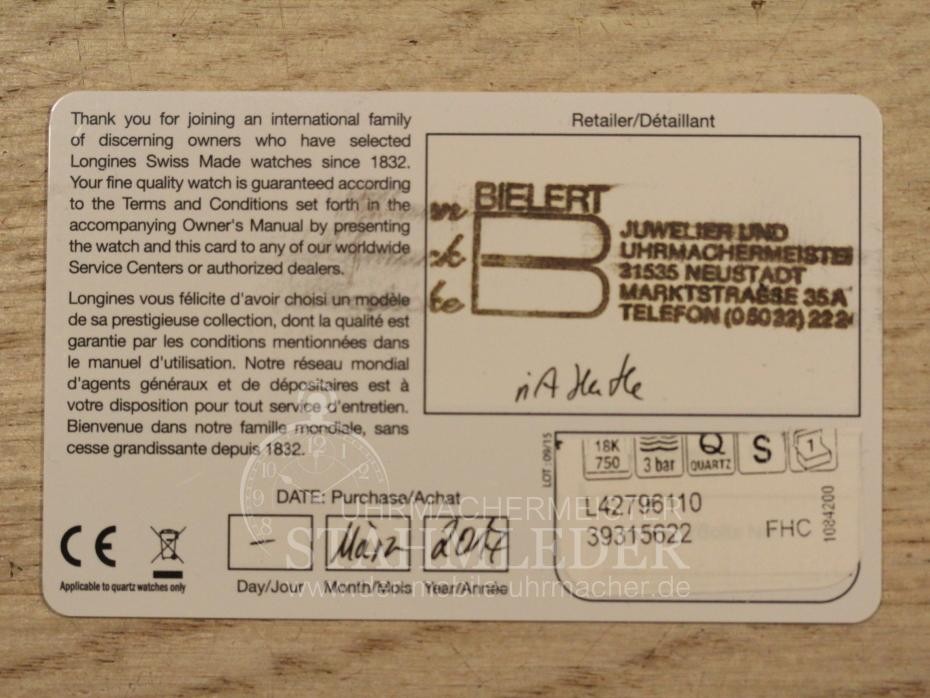 Thank you for joining an international family
of discerning owners who have selected
Longines Swiss Made watches since 1832.
Your fine quality watch is guaranteed according
to the Terms and Conditions set forth in the
accompanying Owner's Manual by presenting
the watch and this card to any of our worldwide
Service Centers or authorized dealers.
Longines vous félicite d'avoir choisi un modèle
de sa prestigieuse collection, dont la qualité est
garantie par les conditions mentionnées dans
le manuel d'utilisation. Notre réseau mondial
d'agents généraux et de dépositaires est à
votre disposition pour tout service d'entretien.
Bienvenue dans notre famille mondiale, sans
cesse grandissante depuis 1832.
Retailer/Détaillant
BIELERT
B
JUWELIER UND
UHRMACHERMEISTER
31535 NEUSTADT
MARKTSTRASSE 35A
TELEFON (05032) 22 2
DATE: Purchase/Achat
– März 2017
Day/Jour Month/Mois Year/Année
CE
Applicable to quartz watches only
LOT: 09/15
18K
750
3 bar
Q
QUARTZ
S
1
L42796110
39315622
FHC
1084200
UHRMACHERMEISTER
STAHMLEDER
www.dermobileuhrmacher.de